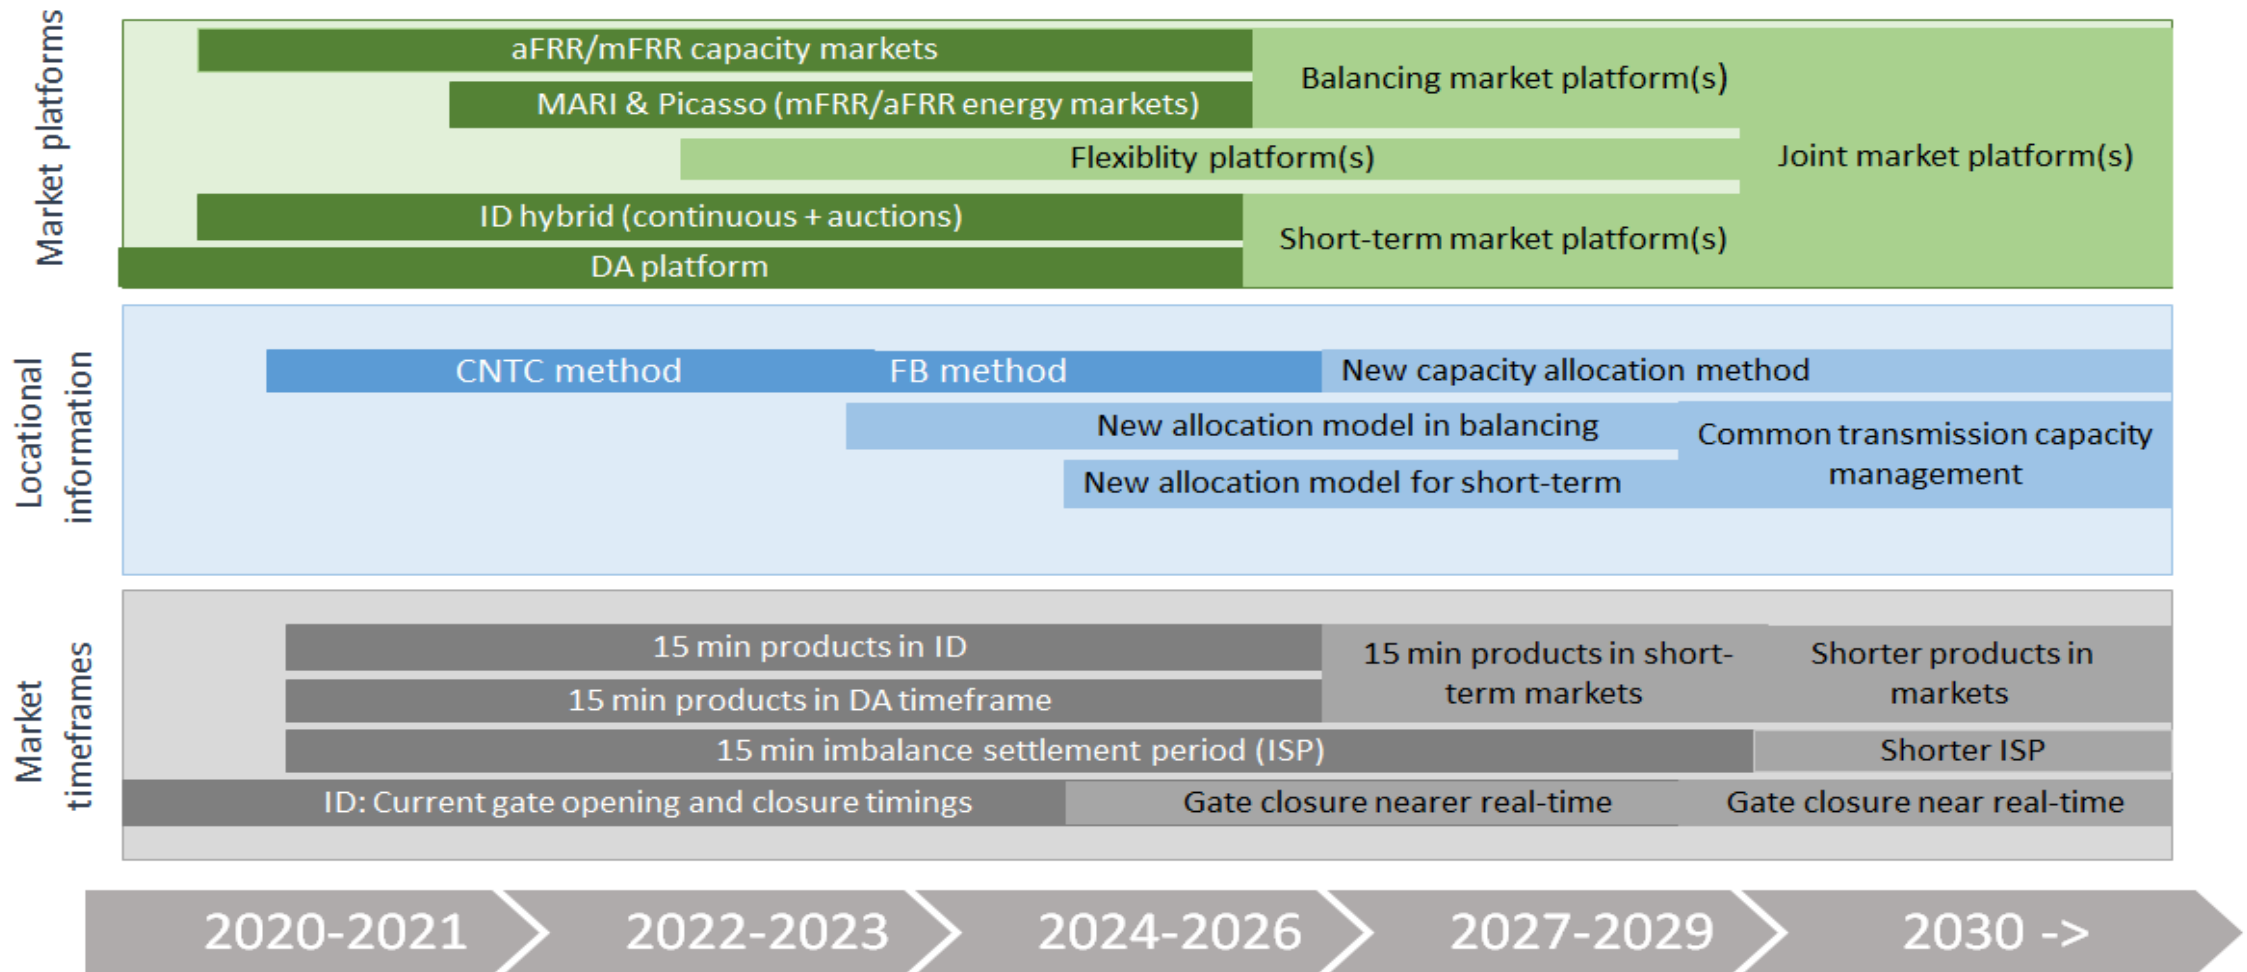 Market platforms
aFRR/mFRR capacity markets
MARI & Picasso (mFRR/aFRR energy markets)
Balancing market platform(s)
Flexiblity platform(s)
Joint market platform(s)
ID hybrid (continuous + auctions)
Short-term market platform(s)
DA platform
Locational
information
CNTC method
FB method
New capacity allocation method
New allocation model in balancing
Common transmission capacity
management
New allocation model for short-term
Market
timeframes
15 min products in ID
15 min products in short-
term markets
Shorter products in
markets
15 min products in DA timeframe
15 min imbalance settlement period (ISP)
Shorter ISP
ID: Current gate opening and closure timings
Gate closure nearer real-time
Gate closure near real-time
2020-2021
2022-2023
2024-2026
2027-2029
2030 ->